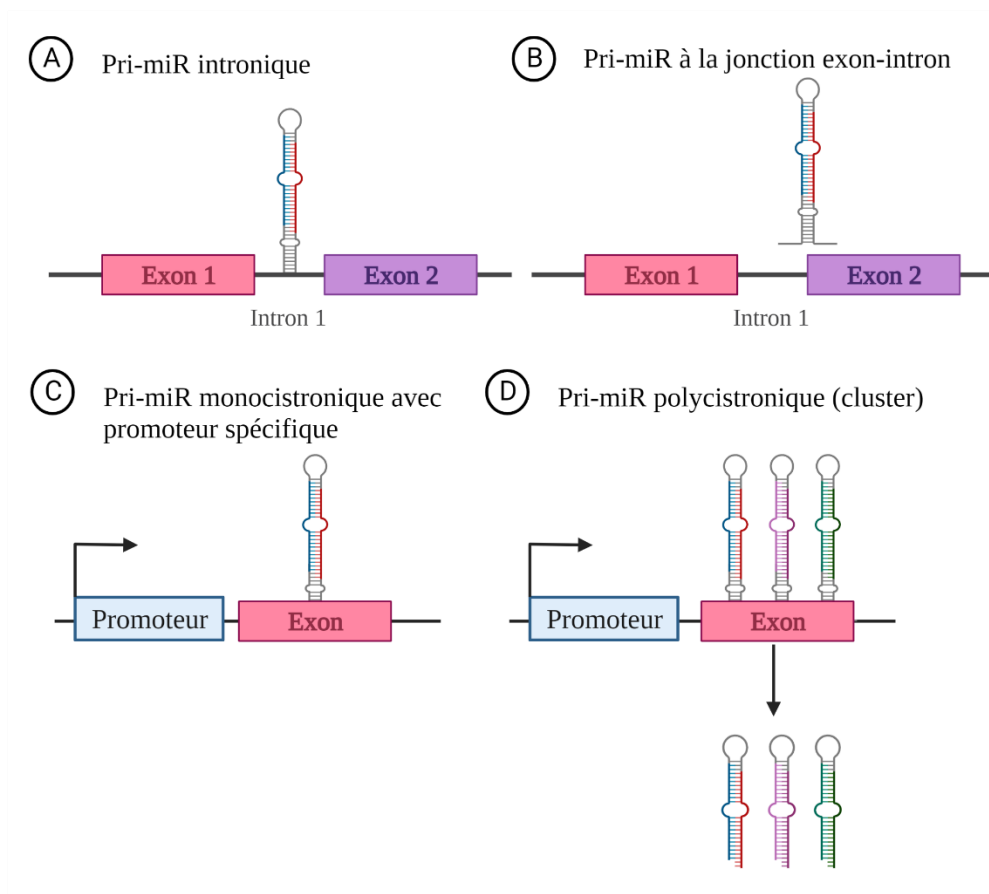 A
Pri-miR intronique
Exon 1
Exon 2
Intron 1
B
Pri-miR à la jonction exon-intron
Exon 1
Exon 2
Intron 1
C
Pri-miR monocistronique avec
promoteur spécifique
Promoteur
Exon
D
Pri-miR polycistronique (cluster)
Promoteur
Exon